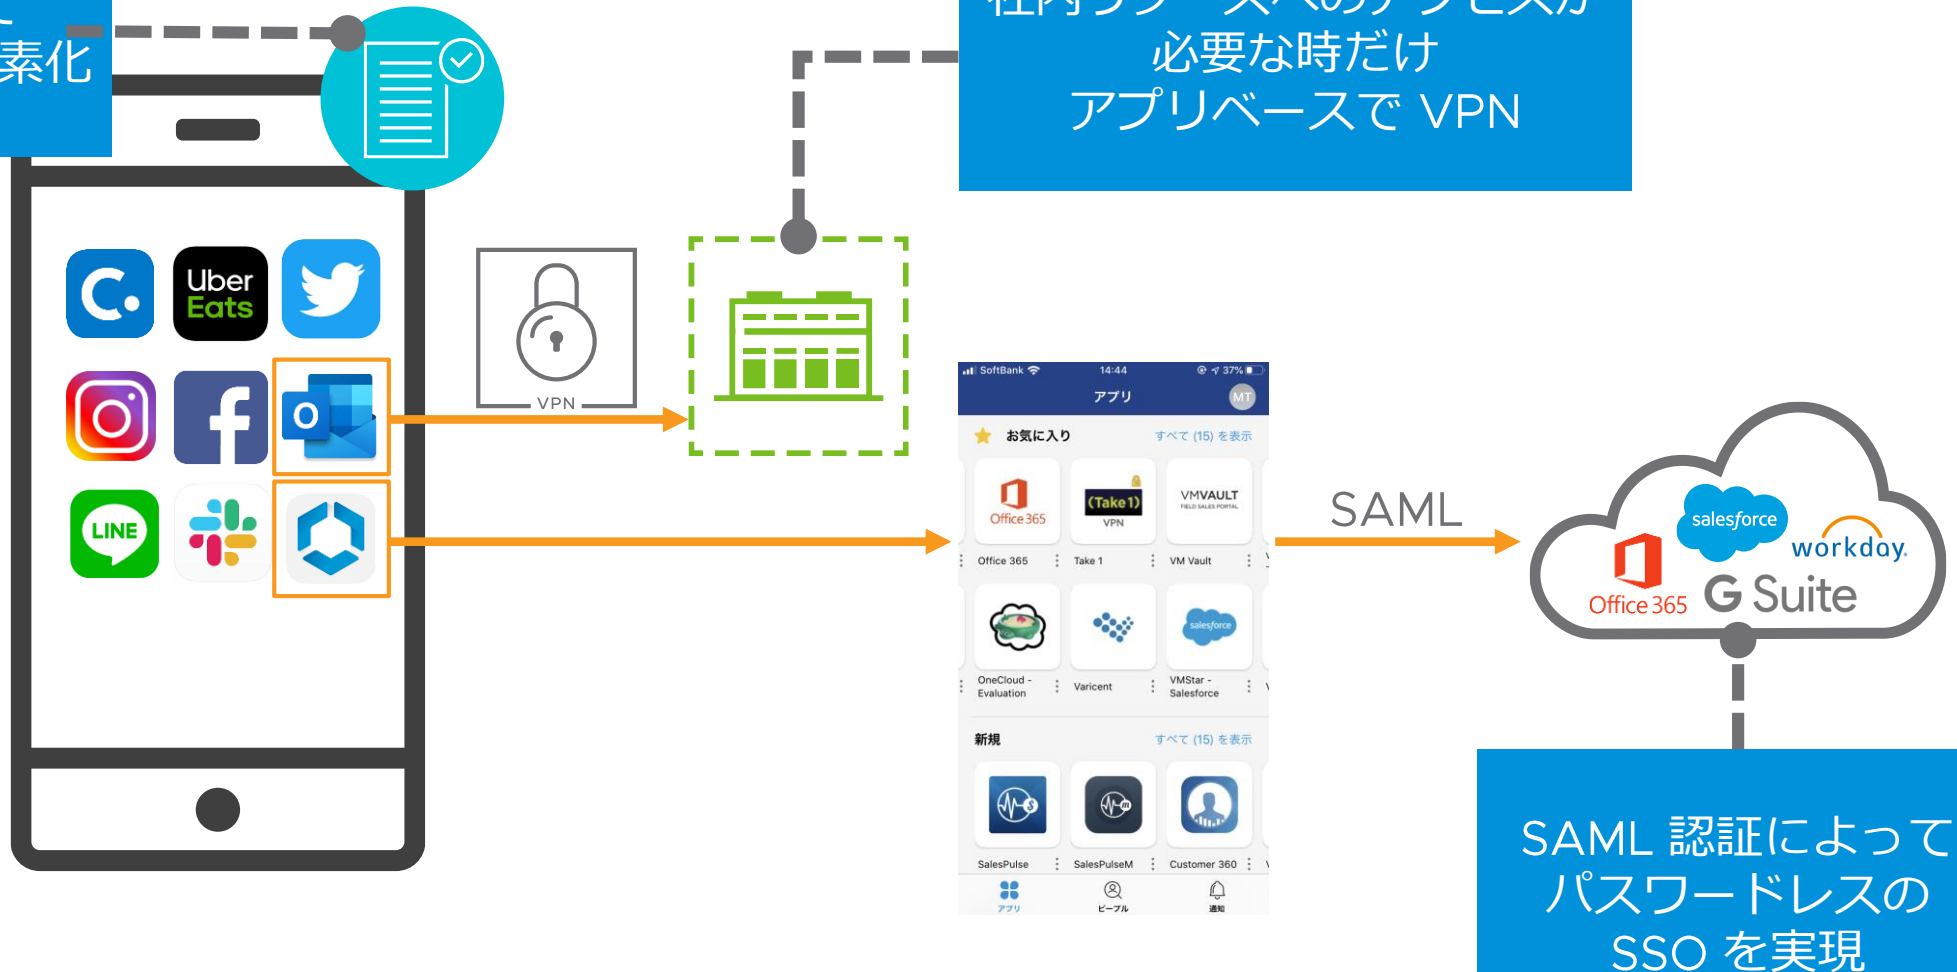 素化
必要な時だけ
アプリベースで VPN
Uber
Eats
LINE
VPN
SoftBank
14:44
37%
アプリ
MT
お気に入り
すべて (15) を表示
Office 365
(Take1)
VPN
VMVAULT
FIELD SALES PORTAL
Office 365
Take 1
VM Vault
salesforce
OneCloud -
Evaluation
Varicent
VMStar -
Salesforce
新規
すべて (15) を表示
SalesPulse
SalesPulseM
Customer 360
アプリ
ピープル
通知
SAML
salesforce
workday.
Office 365
G Suite
SAML 認証によって
パスワードレスの
SSO を実現